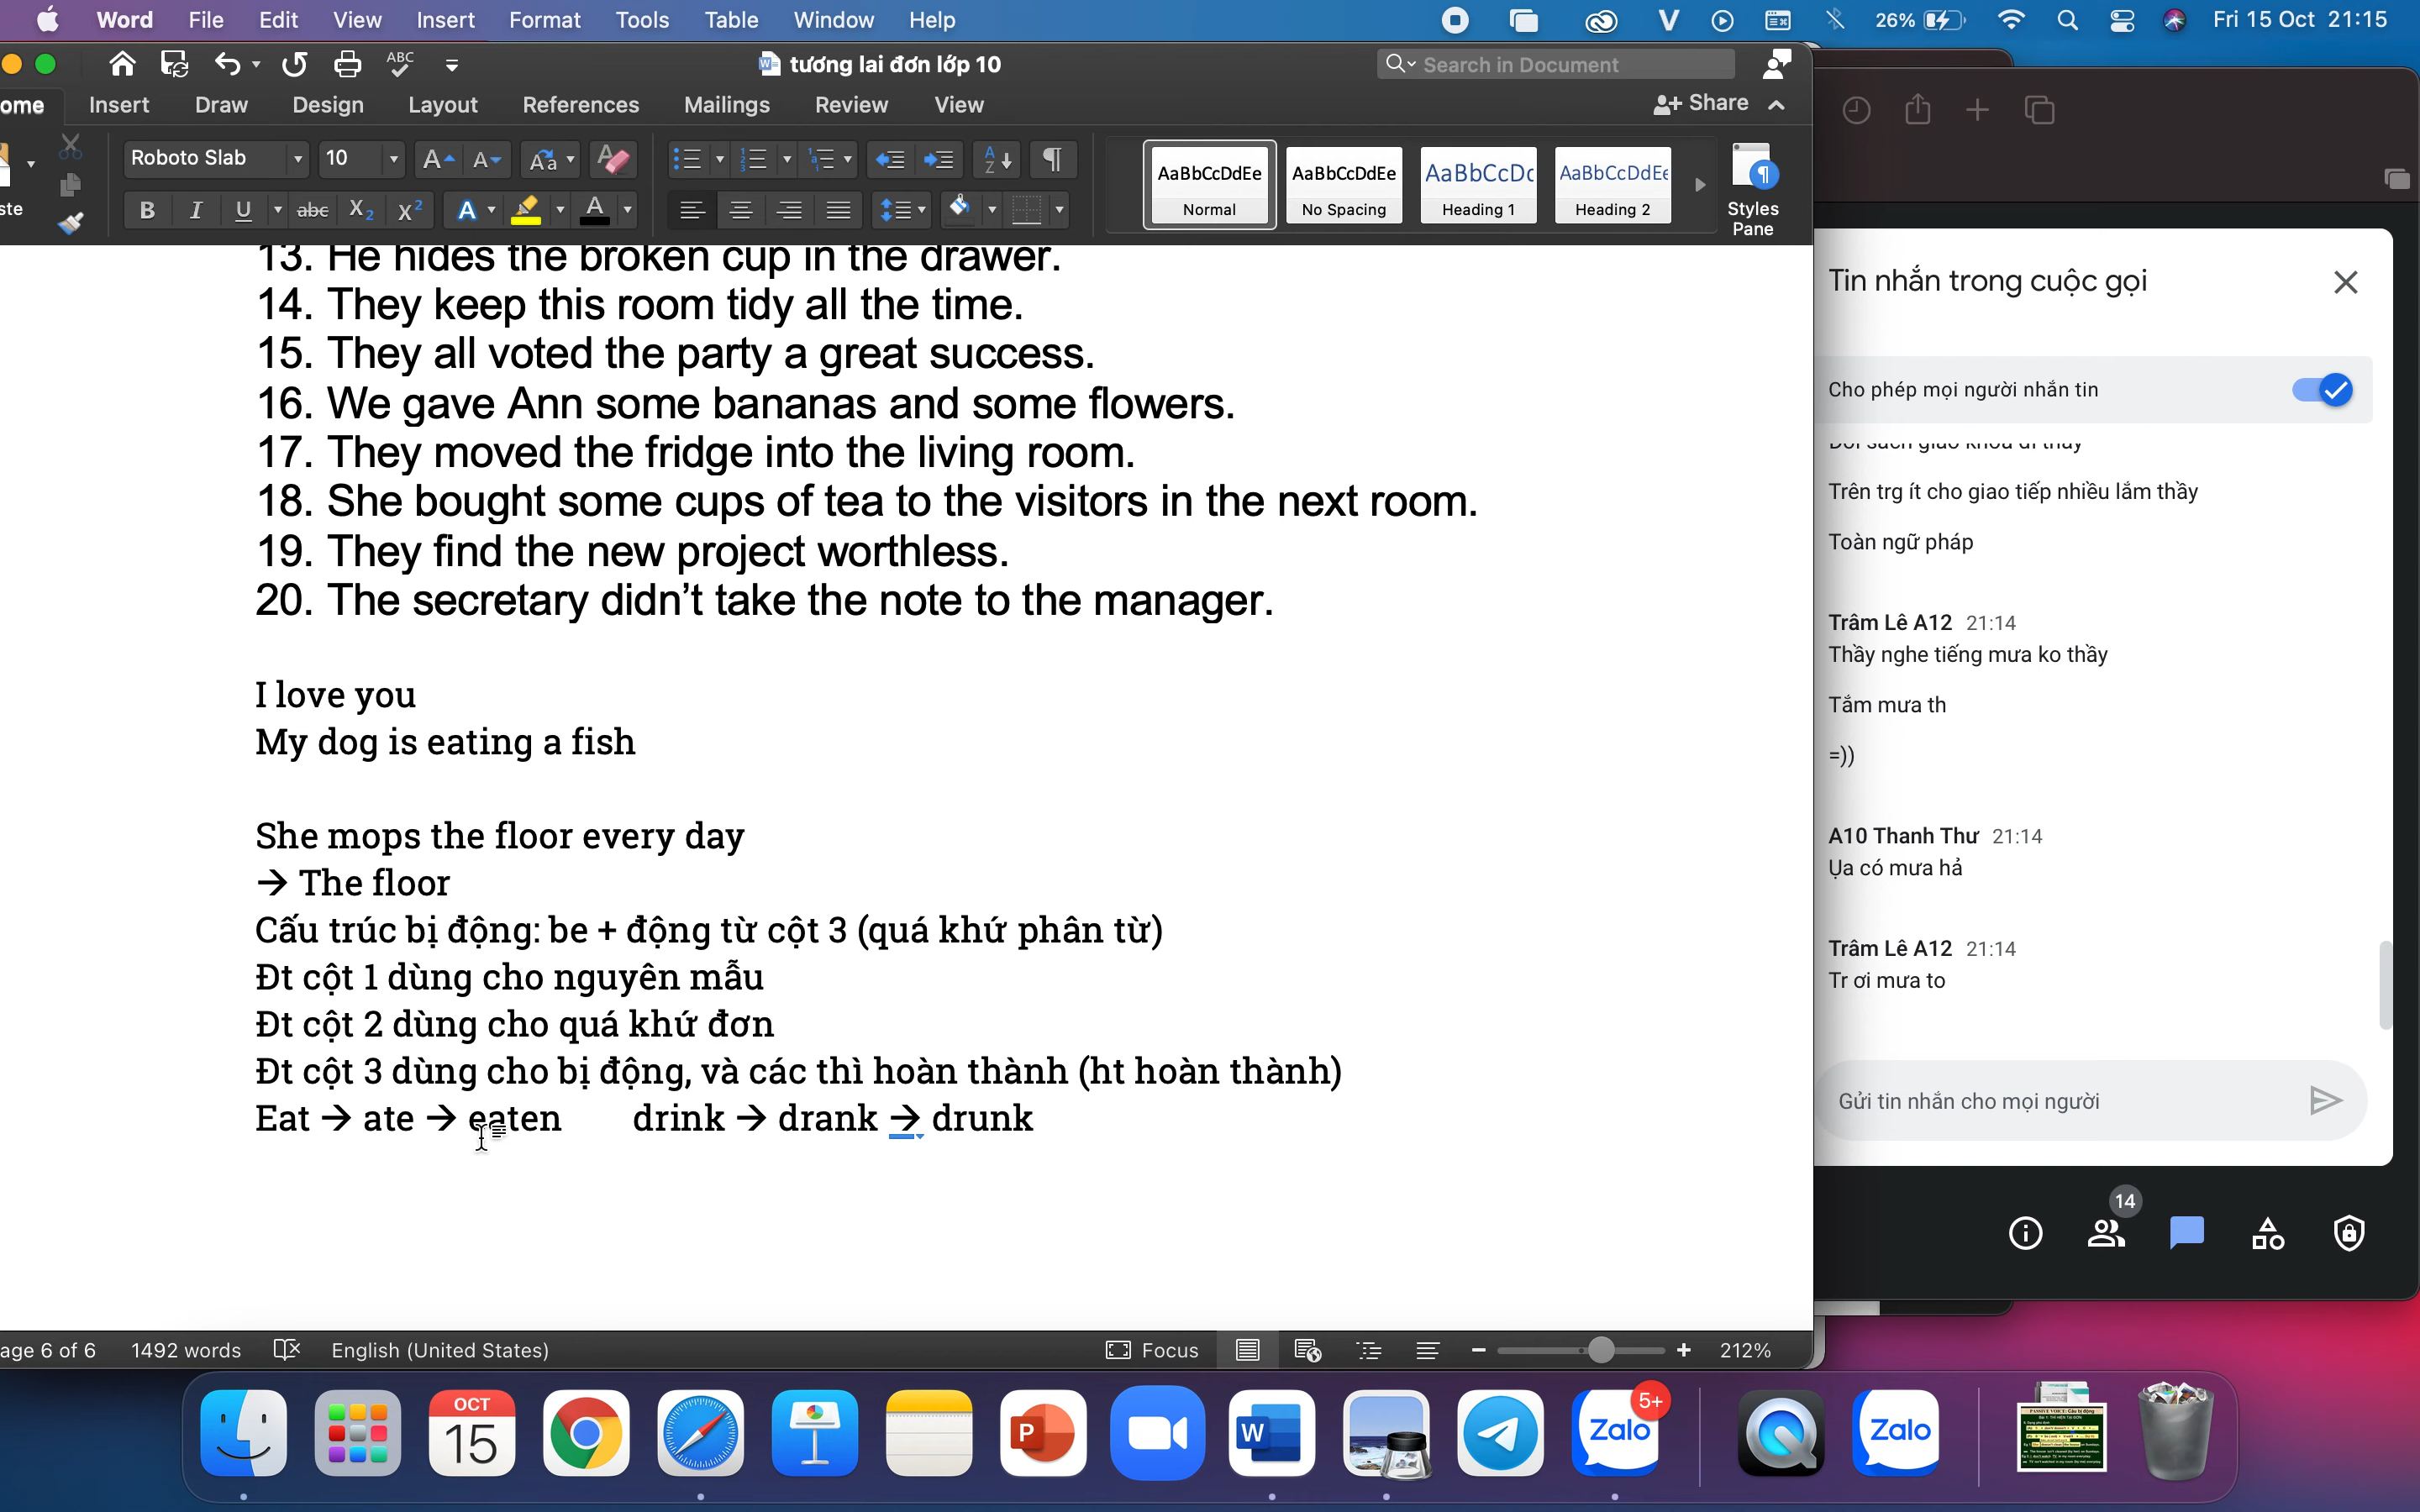 Word File Edit View Insert Format Tools Table Window Help 26% Fri 15 Oct 21:15
tương lai đơn lớp 10 Search in Document
ome Insert Draw Design Layout References Mailings Review View Share
Roboto Slab 10
AaBbCcDdEe AaBbCcDdEe AaBbCcDc AaBbCcDdEe
Normal No Spacing Heading 1 Heading 2
Styles
Pane
ste
13. He hides the broken cup in the drawer.
14. They keep this room tidy all the time.
15. They all voted the party a great success.
16. We gave Ann some bananas and some flowers.
17. They moved the fridge into the living room.
18. She bought some cups of tea to the visitors in the next room.
19. They find the new project worthless.
20. The secretary didn't take the note to the manager.
I love you
My dog is eating a fish
She mops the floor every day
→ The floor
Cấu trúc bị động: be + động từ cột 3 (quá khứ phân từ)
Đt cột 1 dùng cho nguyên mẫu
Đt cột 2 dùng cho quá khứ đơn
Đt cột 3 dùng cho bị động, và các thì hoàn thành (ht hoàn thành)
Eat → ate → eaten drink → drank → drunk
age 6 of 6 1492 words English (United States) Focus 212%
Tin nhắn trong cuộc gọi
Cho phép mọi người nhắn tin
Trên trg ít cho giao tiếp nhiều lắm thầy
Toàn ngữ pháp
Trâm Lê A12 21:14
Thầy nghe tiếng mưa ko thầy
Tắm mưa th
=))
A10 Thanh Thư 21:14
Ụa có mưa hả
Trâm Lê A12 21:14
Tr ơi mưa to
Gửi tin nhắn cho mọi người
14
OCT
15
Zalo
5+
Zalo